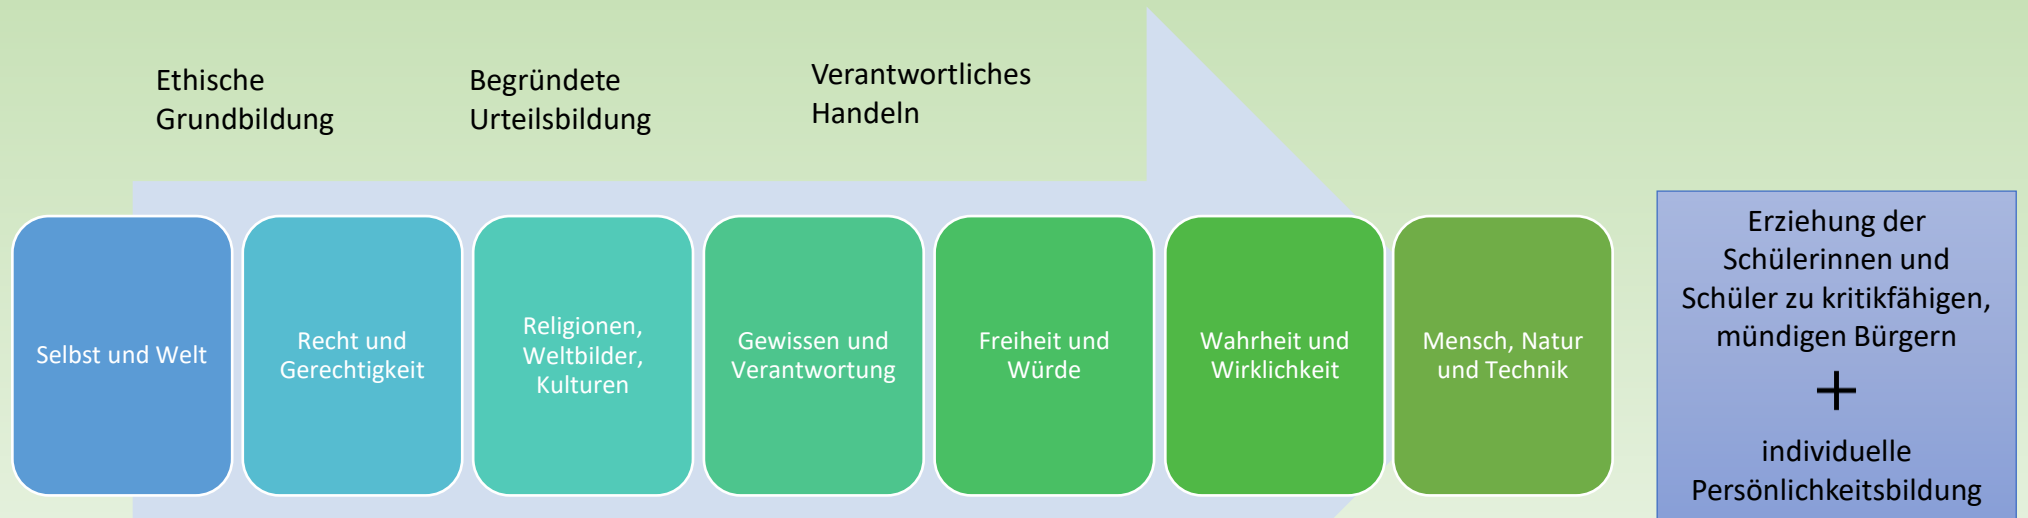 Ethische
Grundbildung
Begründete
Urteilsbildung
Verantwortliches
Handeln
Selbst und Welt
Recht und
Gerechtigkeit
Religionen,
Weltbilder,
Kulturen
Gewissen und
Verantwortung
Freiheit und
Würde
Wahrheit und
Wirklichkeit
Mensch, Natur
und Technik
Erziehung der
Schülerinnen und
Schüler zu kritikfähigen,
mündigen Bürgern
+
individuelle
Persönlichkeitsbildung